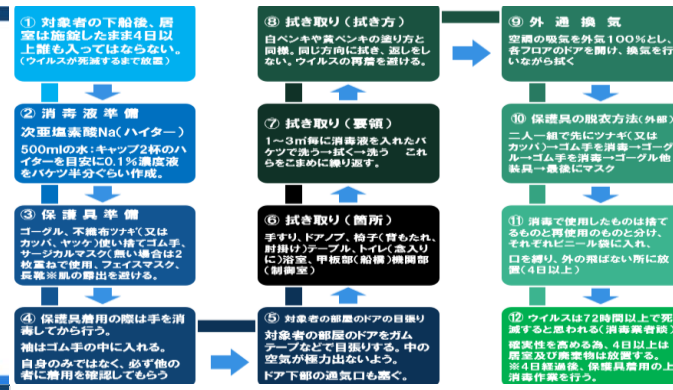 ① 対象者の下船後、居
室は施錠したまま4日以
上誰も入ってはならない。
(ウイルスが死滅するまで放置)
② 消毒液準備
次亜塩素酸Na(ハイター)
500mlの水:キャップ2杯のハ
イターを目安に0.1%濃度液
をバケツ半分ぐらい作成。
③ 保護具準備
ゴーグル、不織布ツナギ(又は
カッパ、ヤッケ)使い捨てゴム手、
サージカルマスク(無い場合は2
枚重ねで使用、フェイスマスク、
長靴※肌の露出を避ける。
④ 保護具着用の際は手を消
毒してから行う。
袖はゴム手の中に入れる。
自身のみではなく、必ず他の
者に着用を確認してもらう
⑤ 対象者の部屋のドアの目張り
対象者の部屋のドアをガム
テープなどで目張りする。中の
空気が極力出ないよう。
ドア下部の通気口も塞ぐ。
⑥ 拭き取り(箇所)
手すり、ドアノブ、椅子(背もたれ、
肘掛け)テーブル、トイレ(念入り
に)浴室、甲板部(船橋)機関部
(制御室)
⑦ 拭き取り(要領)
1~3㎡毎に消毒液を入れたバ
ケツで洗う→拭く→洗う これ
らをこまめに繰り返す。
⑧ 拭き取り(拭き方)
白ペンキや黄ペンキの塗り方と
同様。同じ方向に拭き、返しをし
ない。ウイルスの再着を避ける。
⑨ 外通換気
空調の吸気を外気100%とし、
各フロアのドアを開け、換気を行
いながら拭く
⑩ 保護具の脱衣方法(外部)
二人一組で先にツナギ(又は
カッパ)→ゴム手を消毒→ゴーグ
ル→ゴム手を消毒→ゴーグル他
装具→最後にマスク
⑪ 消毒で使用したものは捨て
るものと再使用のものと分け、
それぞれビニール袋に入れ、
口を縛り、外の飛ばない所に放
置(4日以上)
⑫ ウイルスは72時間以上で死
滅すると思われる(消毒業者談)
確実性を高める為、4日以上は
居室及び廃棄物は放置する。
※4日経過後、保護具着用の上
消毒作業を行う。